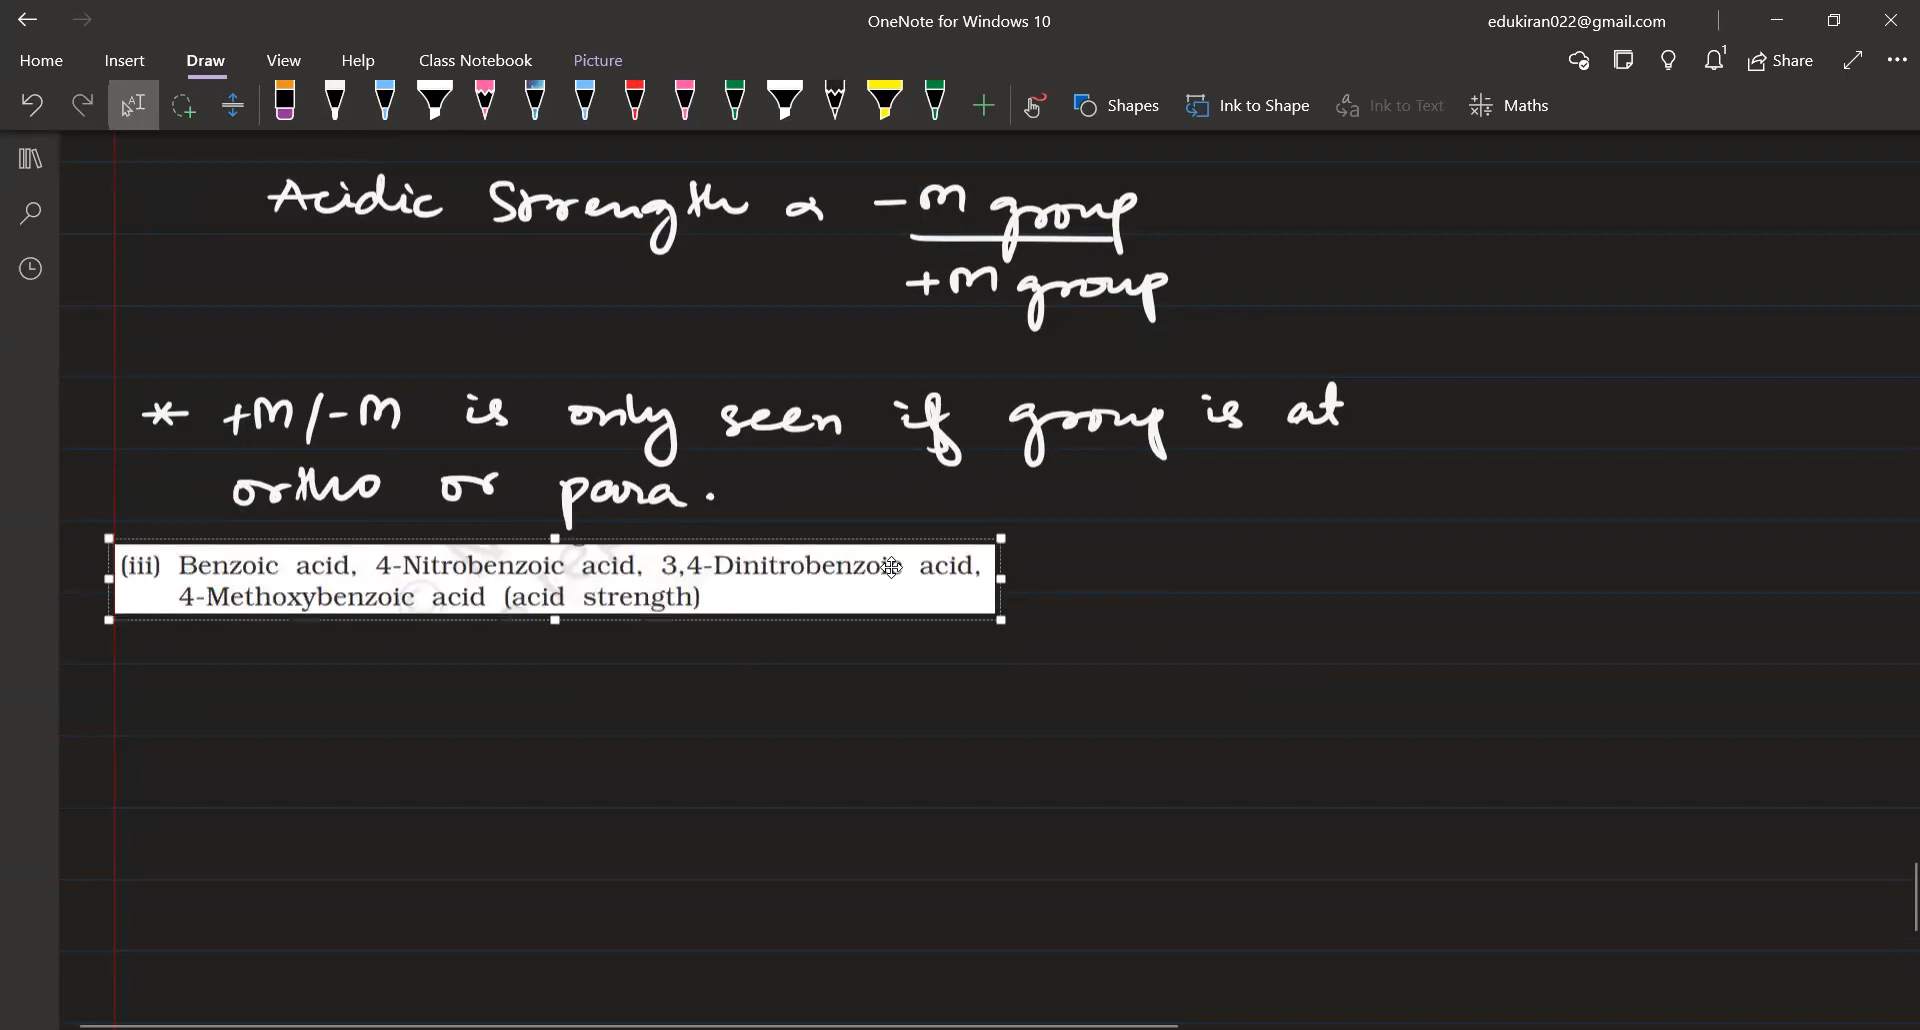 OneNote for Windows 10
edukiran022@gmail.com
Home Insert Draw View Help Class Notebook Picture
1 Share
Shapes Ink to Shape Ink to Text Maths
Acidic Strength α -M group
+M group
* +M/-M is only seen if group is at
ortho or para.
(iii) Benzoic acid, 4-Nitrobenzoic acid, 3,4-Dinitrobenzoic acid,
4-Methoxybenzoic acid (acid strength)